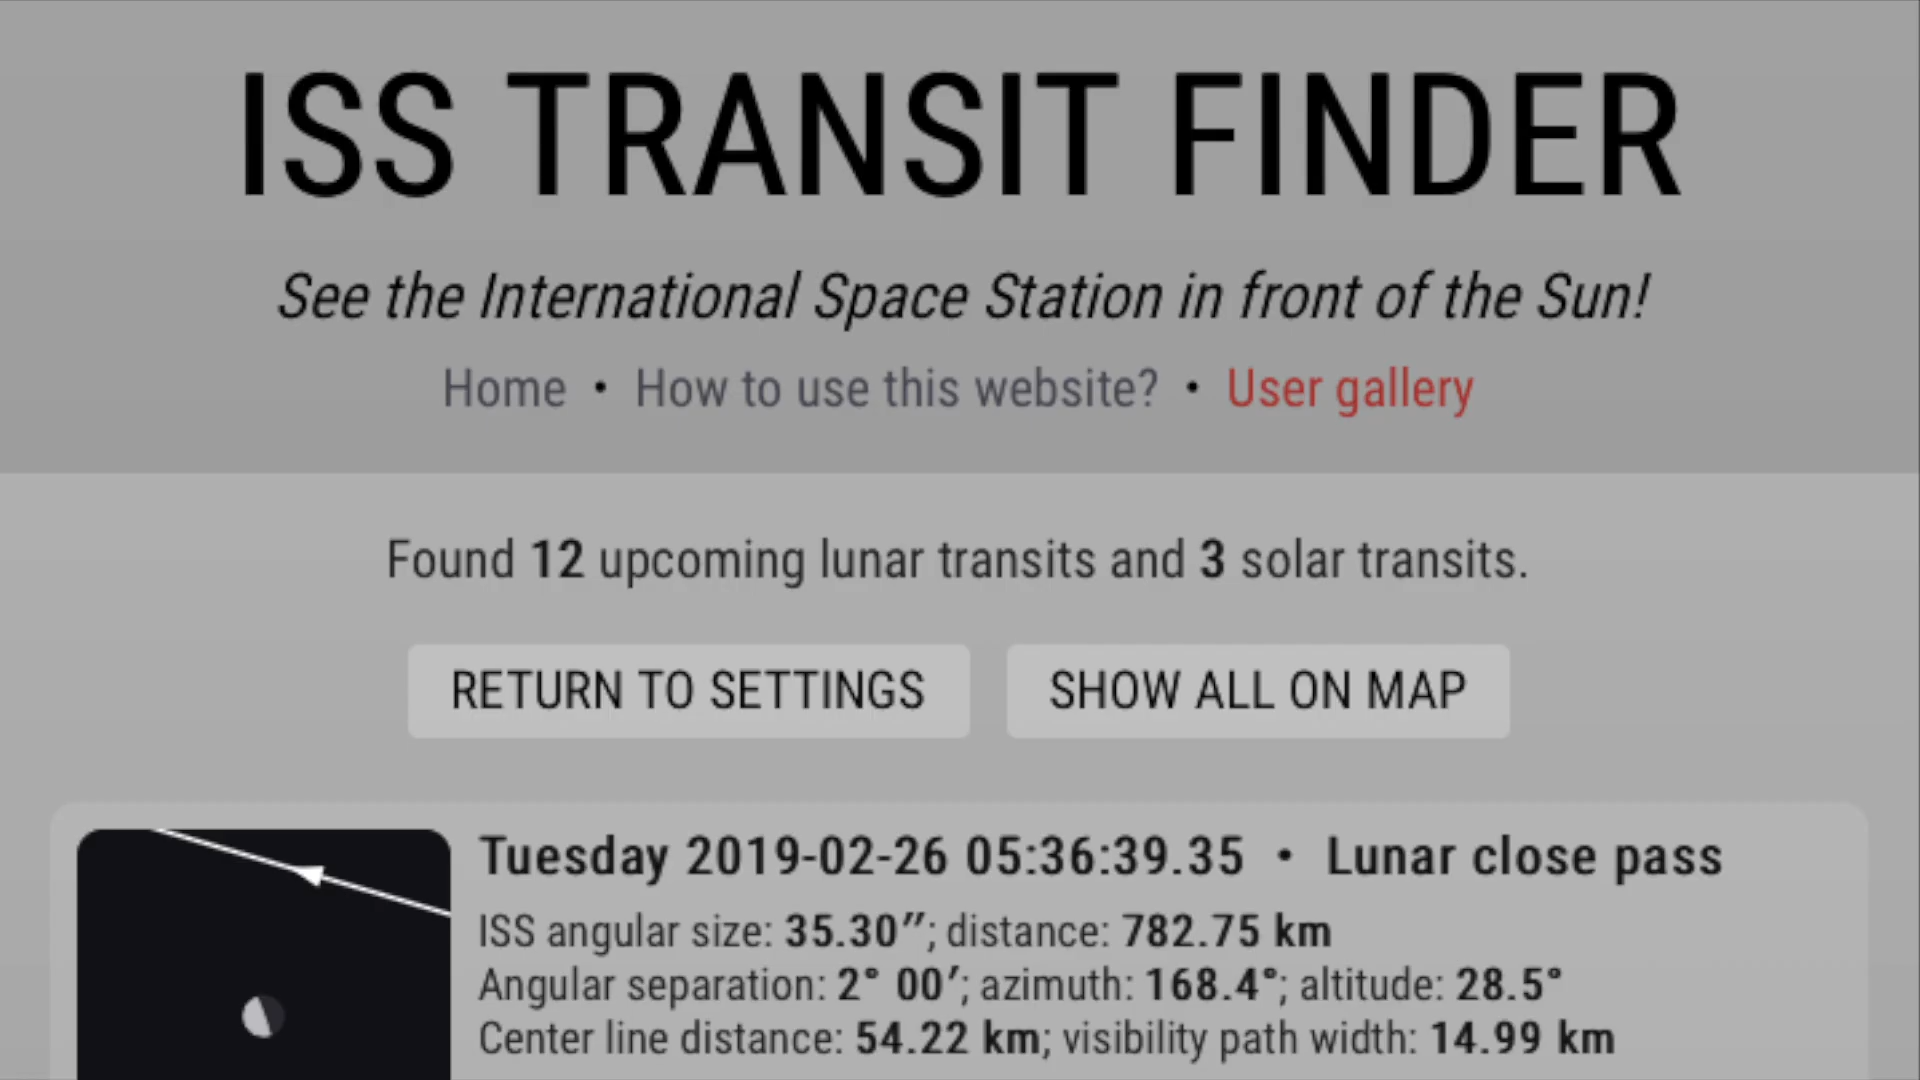 ISS TRANSIT FINDER
See the International Space Station in front of the Sun!
Home • How to use this website? • User gallery
Found 12 upcoming lunar transits and 3 solar transits.
RETURN TO SETTINGS SHOW ALL ON MAP
Tuesday 2019-02-26 05:36:39.35 • Lunar close pass
ISS angular size: 35.30″; distance: 782.75 km
Angular separation: 2° 00′; azimuth: 168.4°; altitude: 28.5°
Center line distance: 54.22 km; visibility path width: 14.99 km